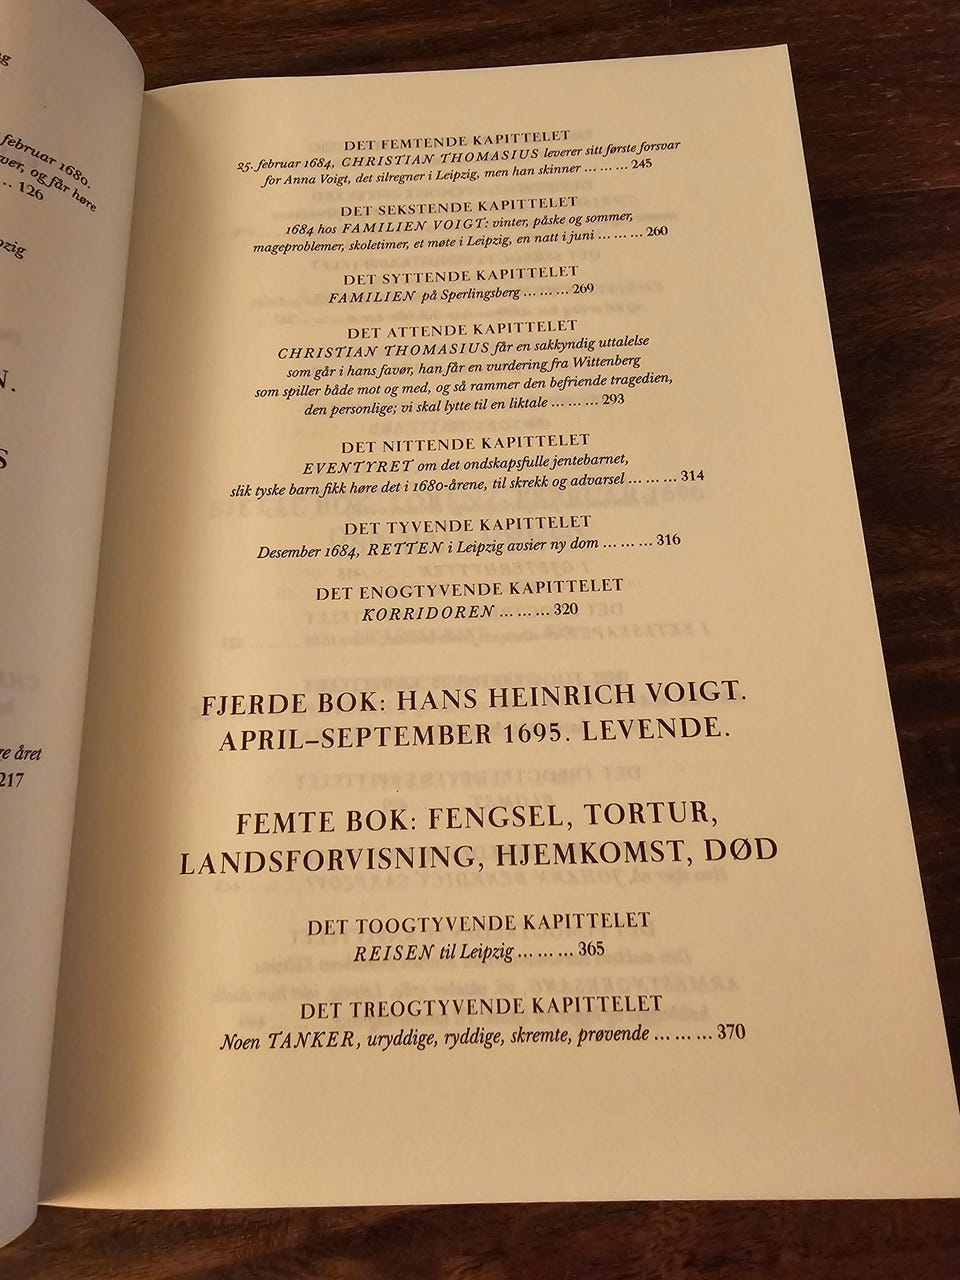 februar 1680.
ver, og får høre
... 126
217
DET FEMTENDE KAPITTELET
25. februar 1684, CHRISTIAN THOMASIUS leverer sitt første forsvar
for Anna Voigt, det silregner i Leipzig, men han skinner ... ... ... 245
DET SEKSTENDE KAPITTELET
1684 hos FAMILIEN VOIGT: vinter, påske og sommer,
mageproblemer, skoletimer, et møte i Leipzig, en natt i juni ... ... ... 260
DET SYTTENDE KAPITTELET
FAMILIEN på Sperlingsberg ... ... ... 269
DET ATTENDE KAPITTELET
CHRISTIAN THOMASIUS får en sakkyndig uttalelse
som går i hans favør, han får en vurdering fra Wittenberg
som spiller både mot og med, og så rammer den befriende tragedien,
den personlige; vi skal lytte til en liktale ... ... ... 293
DET NITTENDE KAPITTELET
EVENTYRET om det ondskapsfulle jentebarnet,
slik tyske barn fikk høre det i 1680-årene, til skrekk og advarsel ... ... ... 314
DET TYVENDE KAPITTELET
Desember 1684, RETTEN i Leipzig avsier ny dom ... ... ... 316
DET ENOGTYVENDE KAPITTELET
KORRIDOREN ... ... ... 320
FJERDE BOK: HANS HEINRICH VOIGT.
APRIL–SEPTEMBER 1695. LEVENDE.
FEMTE BOK: FENGSEL, TORTUR,
LANDSFORVISNING, HJEMKOMST, DØD
DET TOOGTYVENDE KAPITTELET
REISEN til Leipzig ... ... ... 365
DET TREOGTYVENDE KAPITTELET
Noen TANKER, uryddige, ryddige, skremte, prøvende ... ... ... 370